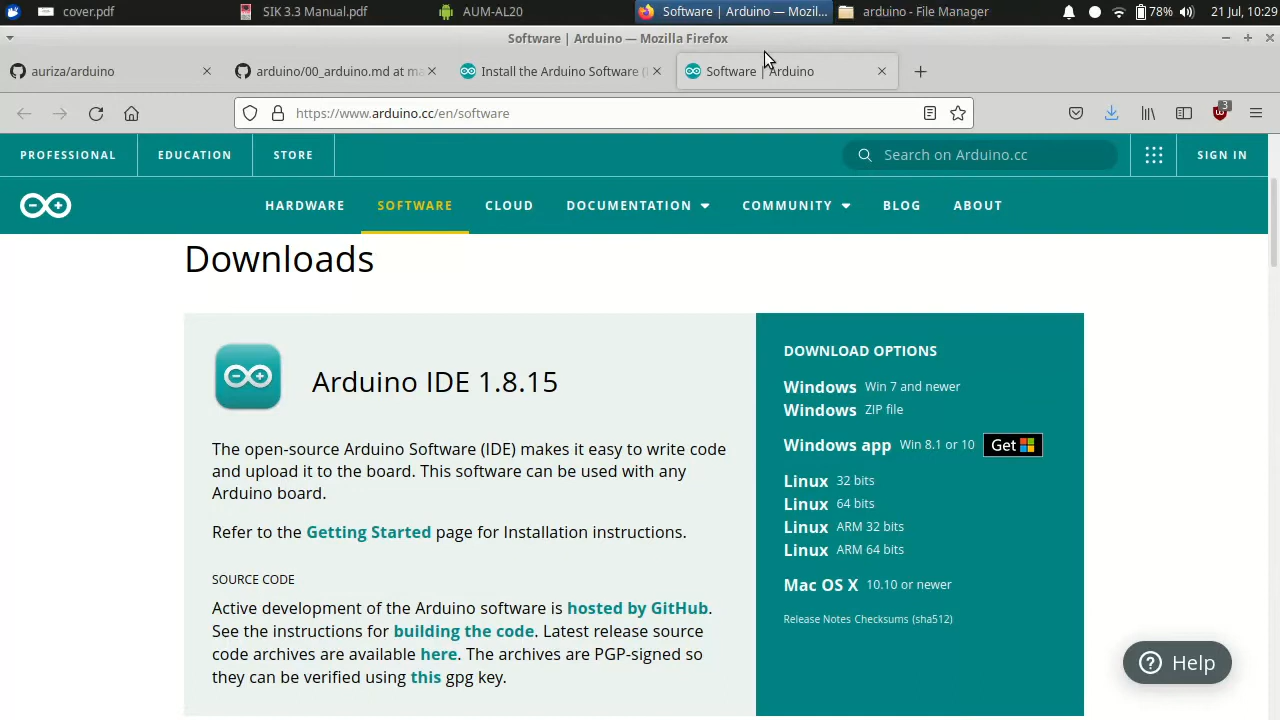 cover.pdf
SIK 3.3 Manual.pdf
AUM-AL20
Software | Arduino — Mozil...
arduino - File Manager
78%
21 Jul, 10:29
Software | Arduino — Mozilla Firefox
auriza/arduino
arduino/00_arduino.md at ma
Install the Arduino Software (I
Software | Arduino
https://www.arduino.cc/en/software
3
PROFESSIONAL
EDUCATION
STORE
Search on Arduino.cc
SIGN IN
HARDWARE
SOFTWARE
CLOUD
DOCUMENTATION
COMMUNITY
BLOG
ABOUT
Downloads
Arduino IDE 1.8.15
The open-source Arduino Software (IDE) makes it easy to write code
and upload it to the board. This software can be used with any
Arduino board.
Refer to the Getting Started page for Installation instructions.
SOURCE CODE
Active development of the Arduino software is hosted by GitHub.
See the instructions for building the code. Latest release source
code archives are available here. The archives are PGP-signed so
they can be verified using this gpg key.
DOWNLOAD OPTIONS
Windows Win 7 and newer
Windows ZIP file
Windows app Win 8.1 or 10 Get
Linux 32 bits
Linux 64 bits
Linux ARM 32 bits
Linux ARM 64 bits
Mac OS X 10.10 or newer
Release Notes Checksums (sha512)
Help